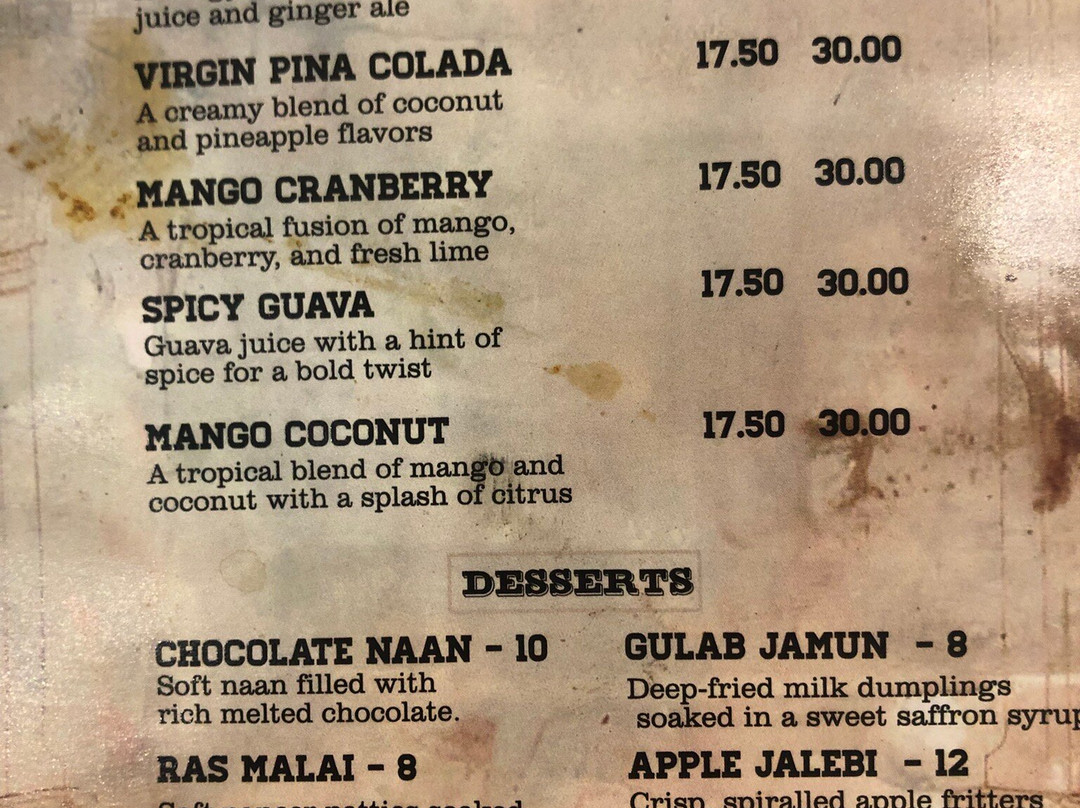 juice and ginger ale
VIRGIN PINA COLADA 17.50 30.00
A creamy blend of coconut
and pineapple flavors
MANGO CRANBERRY 17.50 30.00
A tropical fusion of mango,
cranberry, and fresh lime
SPICY GUAVA 17.50 30.00
Guava juice with a hint of
spice for a bold twist
MANGO COCONUT 17.50 30.00
A tropical blend of mango and
coconut with a splash of citrus
DESSERTS
CHOCOLATE NAAN - 10
Soft naan filled with
rich melted chocolate.
GULAB JAMUN - 8
Deep-fried milk dumplings
soaked in a sweet saffron syrup
RAS MALAI - 8
APPLE JALEBI - 12
Crisp, spiralled apple fritters